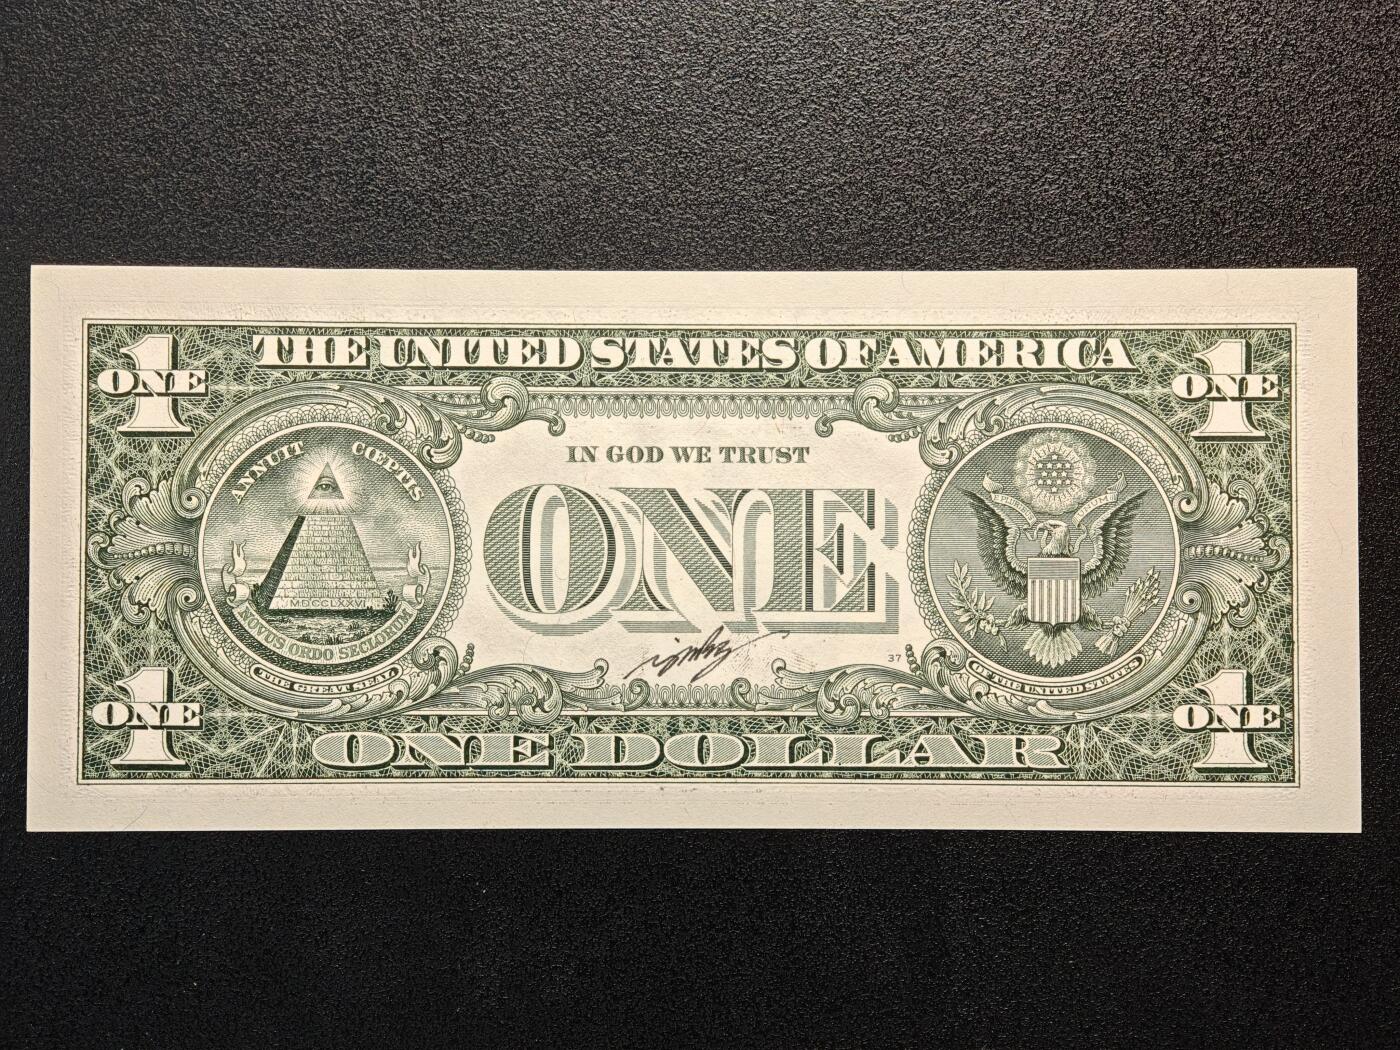 THE UNITED STATES OF AMERICA
1 ONE
1 ONE
ANNUIT CŒPTIS
IN GOD WE TRUST
ONE
MDCCLXXVI
NOVUS ORDO SECLORUM
37
THE GREAT SEAL
OF THE UNITED STATES
1 ONE
1 ONE
ONE DOLLAR